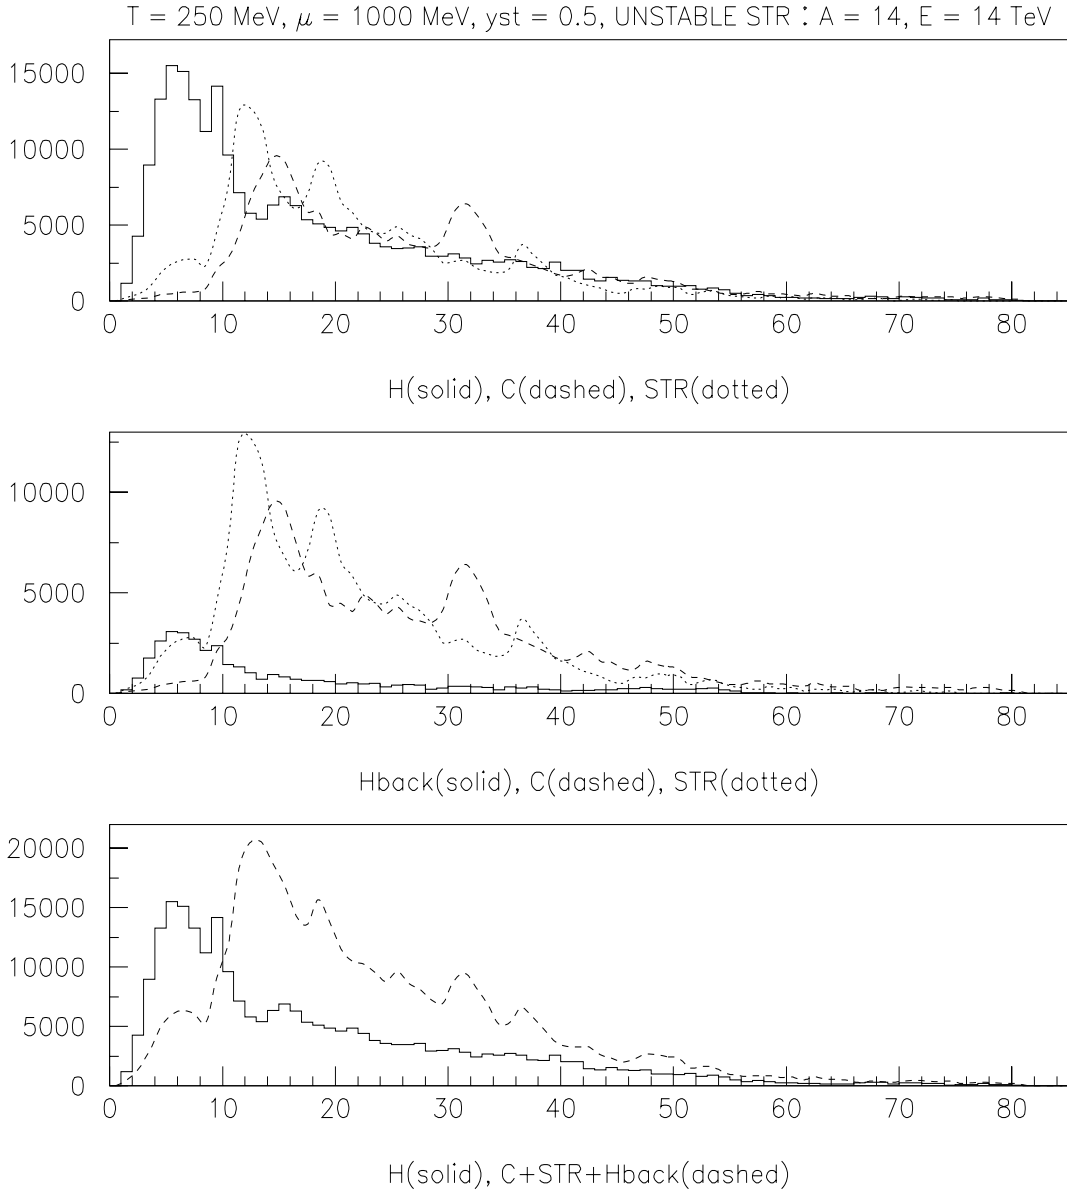 T = 250 MeV, μ = 1000 MeV, yst = 0.5, UNSTABLE STR : A = 14, E = 14 TeV
15000
10000
5000
0
0 10 20 30 40 50 60 70 80
H(solid), C(dashed), STR(dotted)
10000
5000
0
0 10 20 30 40 50 60 70 80
Hback(solid), C(dashed), STR(dotted)
20000
15000
10000
5000
0
0 10 20 30 40 50 60 70 80
H(solid), C+STR+Hback(dashed)